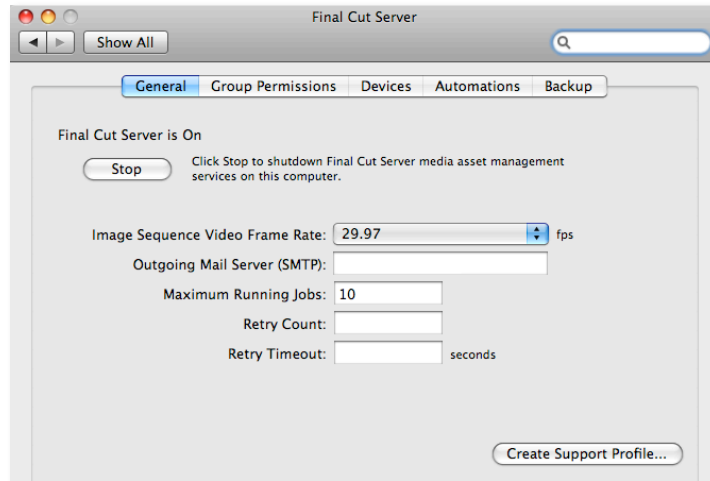 Final Cut Server
Show All
General Group Permissions Devices Automations Backup
Final Cut Server is On
Stop
Click Stop to shutdown Final Cut Server media asset management
services on this computer.
Image Sequence Video Frame Rate: 29.97 fps
Outgoing Mail Server (SMTP):
Maximum Running Jobs: 10
Retry Count:
Retry Timeout: seconds
Create Support Profile...